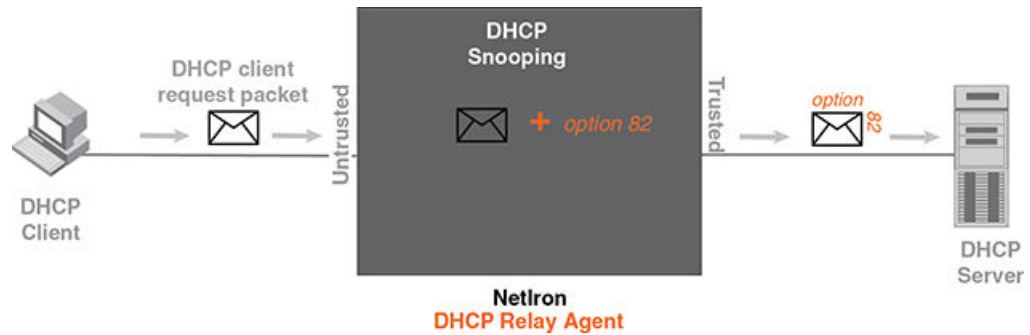 DHCP
Snooping
DHCP client
request packet
Untrusted
+ option 82
Trusted
option
82
DHCP
Client
DHCP
Server
NetIron
DHCP Relay Agent